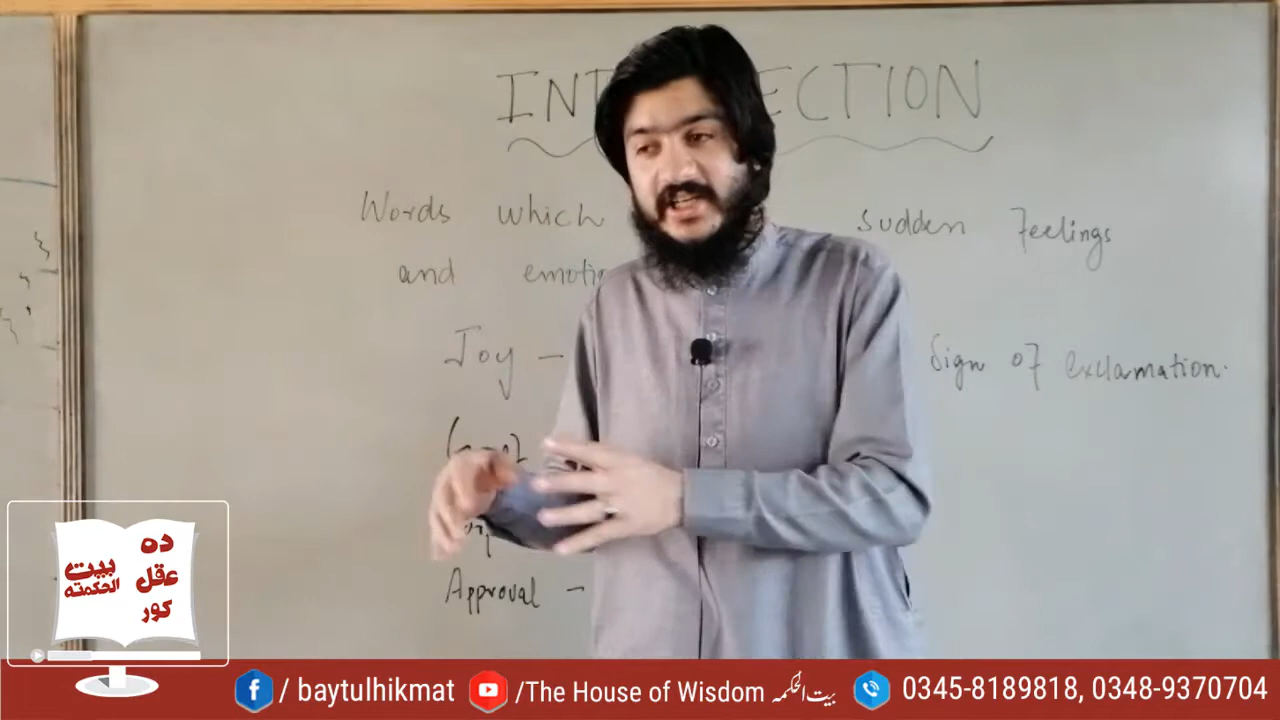 INT ECTION
Words which sudden feelings
and emoti
Joy –
Sign of exclamation.
Approval –
ده
عقل
کور
بیت
الحکمتہ
/ baytulhikmat /The House of Wisdom بیت الحکمہ 0345-8189818, 0348-9370704